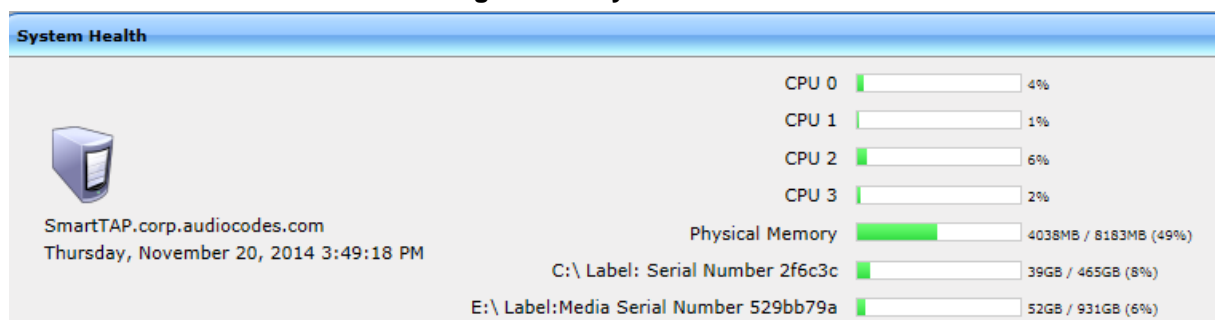 System Health
CPU 0 4%
CPU 1 1%
CPU 2 6%
CPU 3 2%
SmartTAP.corp.audiocodes.com
Thursday, November 20, 2014 3:49:18 PM
Physical Memory 4038MB / 8183MB (49%)
C:\ Label: Serial Number 2f6c3c 39GB / 465GB (8%)
E:\ Label:Media Serial Number 529bb79a 52GB / 931GB (6%)